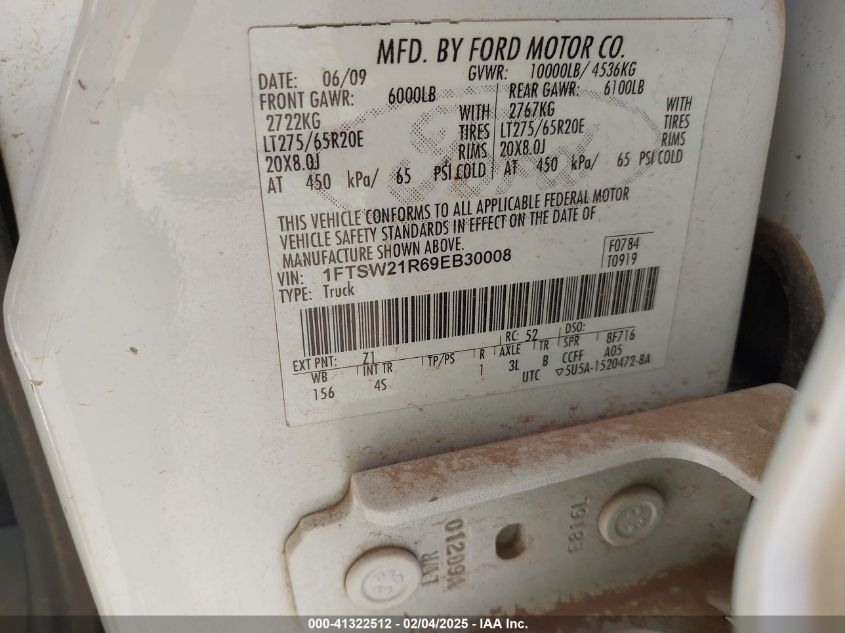 MFD. BY FORD MOTOR CO.
DATE: 06/09 GVWR: 10000LB/ 4536KG
FRONT GAWR: 6000LB REAR GAWR: 6100LB
2722KG WITH 2767KG WITH
LT275/65R20E TIRES LT275/65R20E TIRES
20X8.0J RIMS 20X8.0J RIMS
AT 450 kPa/ 65 PSI COLD AT 450 kPa/ 65 PSI COLD
THIS VEHICLE CONFORMS TO ALL APPLICABLE FEDERAL MOTOR
VEHICLE SAFETY STANDARDS IN EFFECT ON THE DATE OF
MANUFACTURE SHOWN ABOVE.
VIN: 1FTSW21R69EB30008 F0784
TYPE: Truck T0919
EXT PNT: Z1 RC: 52 DSO:
WB INT TR TP/PS R AXLE TR SPR 8F716
156 4S 1 3L B CCFF A05
UTC ▽5U5A-1520472-BA
LWR
01289A
E816L
000-41322512 - 02/04/2025 - IAA Inc.